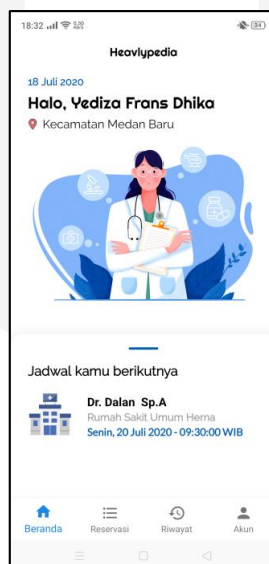 18:32
84
Heavlypedia
18 Juli 2020
Halo, Yediza Frans Dhika
Kecamatan Medan Baru
Jadwal kamu berikutnya
Dr. Dalan Sp.A
Rumah Sakit Umum Herna
Senin, 20 Juli 2020 - 09:30:00 WIB
Beranda Reservasi Riwayat Akun